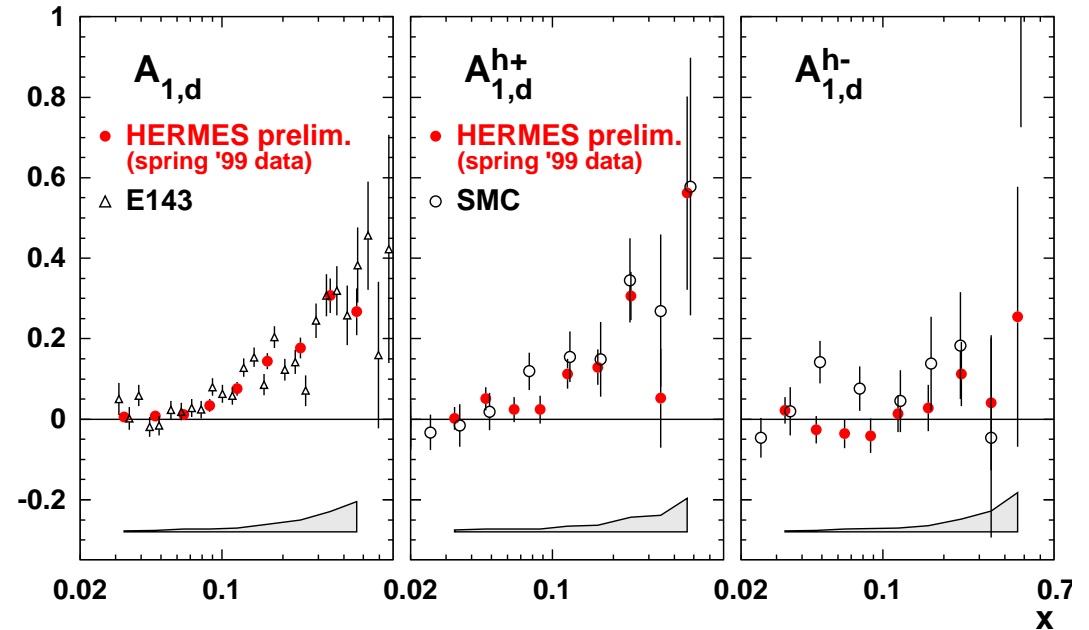 1
0.8
0.6
0.4
0.2
0
-0.2
A1,d
HERMES prelim.
(spring '99 data)
E143
A1,d h+
HERMES prelim.
(spring '99 data)
SMC
A1,d h-
0.02 0.1 0.02 0.1 0.02 0.1 0.7
x